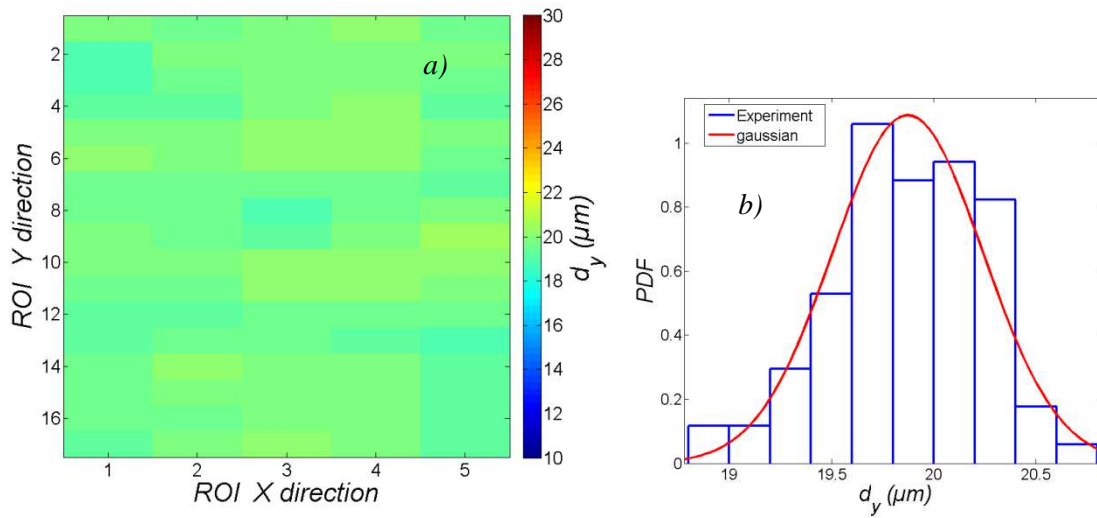 a)
2
4
6
8
10
12
14
16
ROI Y direction
1 2 3 4 5
ROI X direction
30
28
26
24
22
20
18
16
14
12
10
d_y (µm)
Experiment
gaussian
b)
1
0.8
0.6
0.4
0.2
0
PDF
19 19.5 20 20.5
d_y (µm)